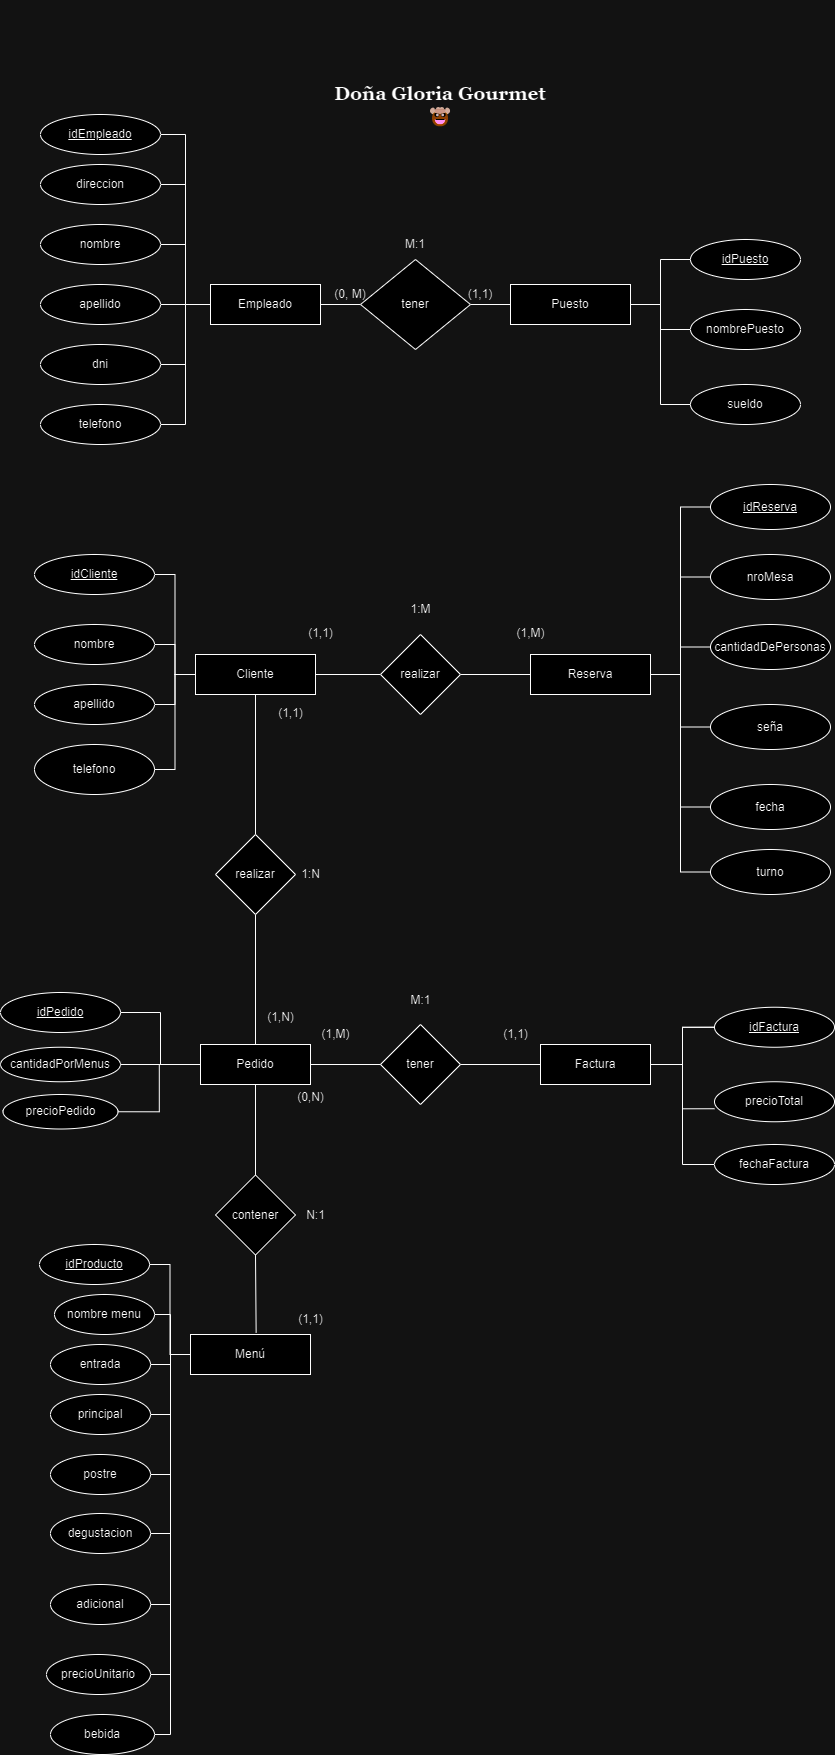 Doña Gloria Gourmet
idEmpleado
direccion
nombre
apellido
dni
telefono
Empleado
(0, M)
M:1
tener
(1,1)
Puesto
idPuesto
nombrePuesto
sueldo
idCliente
nombre
apellido
telefono
Cliente
(1,1)
1:M
realizar
(1,M)
Reserva
idReserva
nroMesa
cantidadDePersonas
seña
fecha
turno
(1,1)
realizar
1:N
(1,N)
idPedido
cantidadPorMenus
precioPedido
Pedido
(1,M)
M:1
tener
(1,1)
Factura
idFactura
precioTotal
fechaFactura
(0,N)
contener
N:1
(1,1)
Menú
idProducto
nombre menu
entrada
principal
postre
degustacion
adicional
precioUnitario
bebida